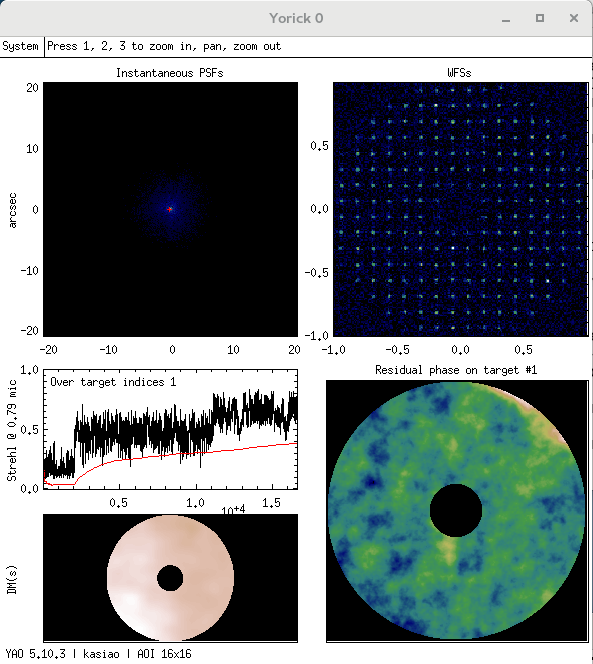 Yorick 0
System Press 1, 2, 3 to zoom in, pan, zoom out
Instantaneous PSFs
20
10
0
-10
-20
arcsec
-20 -10 0 10 20
WFSs
0.5
0.0
-0.5
-1.0
-1.0 -0.5 0.0 0.5
Over target indices 1
1.0
0.5
0.0
Strehl @ 0.79 mic
0.5 1.0 1.5
10+4
Residual phase on target #1
DM(s)
YAO 5.10.3 | kasiao | AOI 16x16